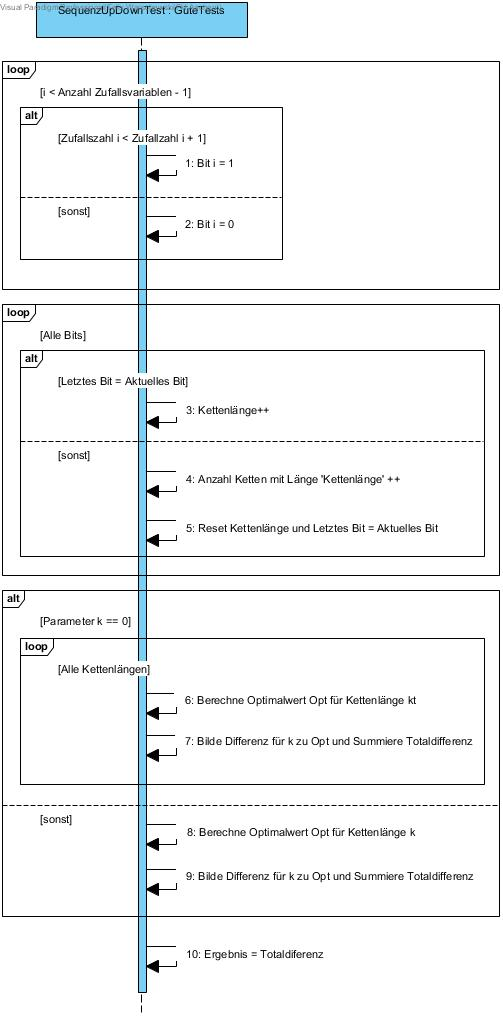 Visual Paradigm
SequenzUpDownTest : GüteTests
loop
[i < Anzahl Zufallsvariablen - 1]
alt
[Zufallszahl i < Zufallzahl i + 1]
1: Bit i = 1
[sonst]
2: Bit i = 0
loop
[Alle Bits]
alt
[Letztes Bit = Aktuelles Bit]
3: Kettenlänge++
[sonst]
4: Anzahl Ketten mit Länge 'Kettenlänge' ++
5: Reset Kettenlänge und Letztes Bit = Aktuelles Bit
alt
[Parameter k == 0]
loop
[Alle Kettenlängen]
6: Berechne Optimalwert Opt für Kettenlänge kt
7: Bilde Differenz für k zu Opt und Summiere Totaldifferenz
[sonst]
8: Berechne Optimalwert Opt für Kettenlänge k
9: Bilde Differenz für k zu Opt und Summiere Totaldifferenz
10: Ergebnis = Totaldiferenz